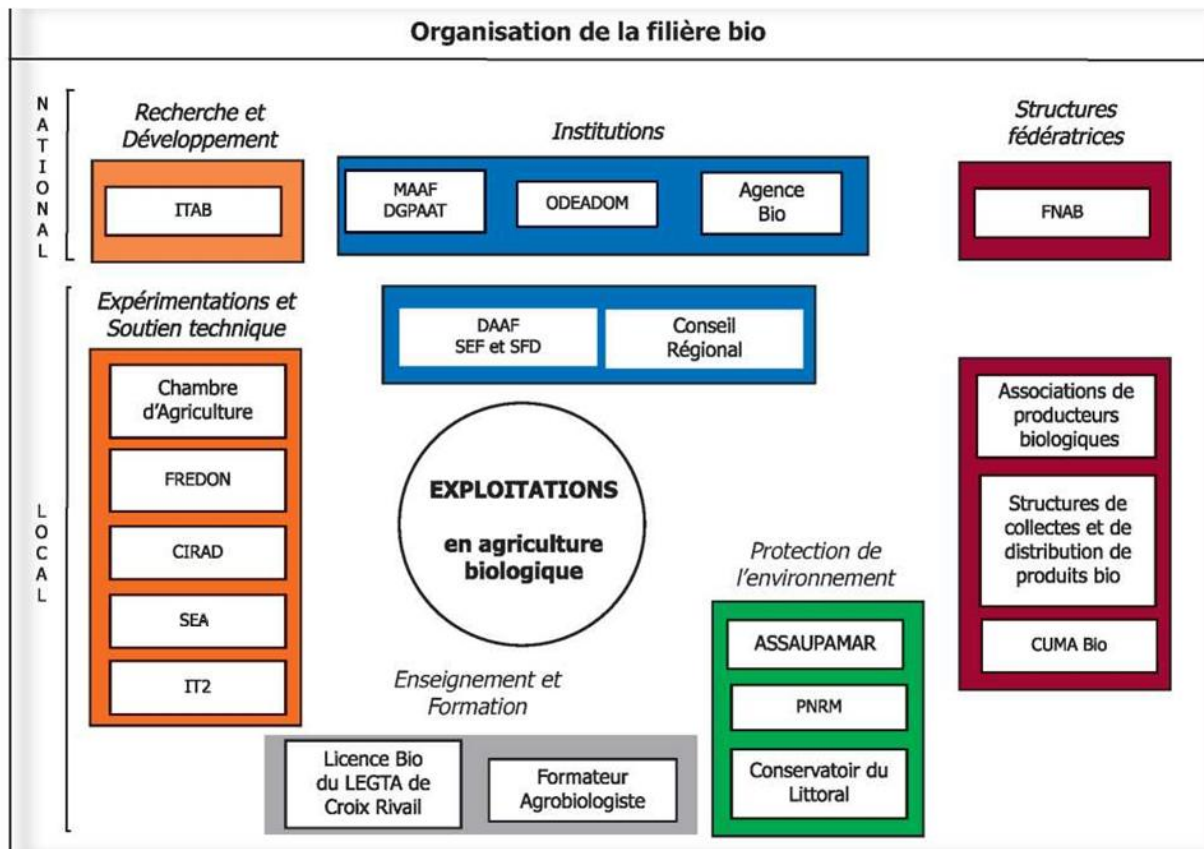 Organisation de la filière bio
NATIONAL
Recherche et
Développement
ITAB
Institutions
MAAF
DGPAAT
ODEADOM
Agence
Bio
Structures
fédératrices
FNAB
LOCAL
Expérimentations et
Soutien technique
Chambre
d'Agriculture
FREDON
CIRAD
SEA
IT2
DAAF
SEF et SFD
Conseil
Régional
EXPLOITATIONS
en agriculture
biologique
Enseignement et
Formation
Licence Bio
du LEGTA de
Croix Rivail
Formateur
Agrobiologiste
Protection de
l'environnement
ASSAUPAMAR
PNRM
Conservatoir du
Littoral
Associations de
producteurs
biologiques
Structures de
collectes et de
distribution de
produits bio
CUMA Bio